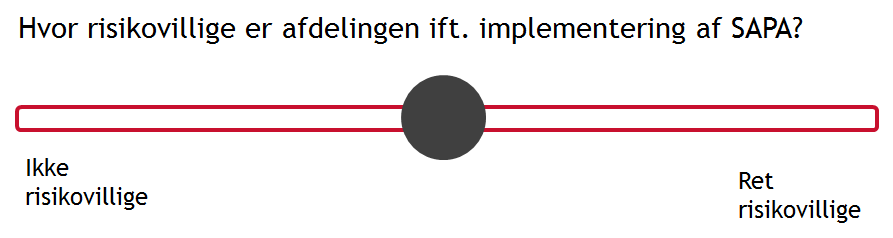 Hvor risikovillige er afdelingen ift. implementering af SAPA?
Ikke
risikovillige
Ret
risikovillige